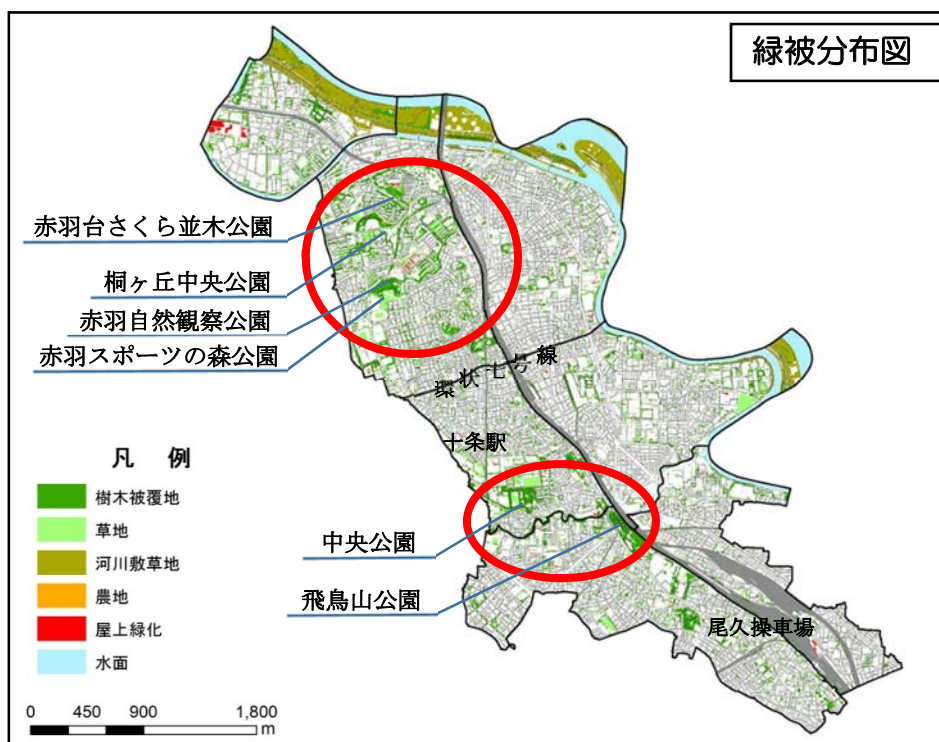 緑被分布図
赤羽台さくら並木公園
桐ヶ丘中央公園
赤羽自然観察公園
赤羽スポーツの森公園
環状七号線
十条駅
中央公園
飛鳥山公園
尾久操車場
凡 例
樹木被覆地
草地
河川敷草地
農地
屋上緑化
水面
0 450 900 1,800
m